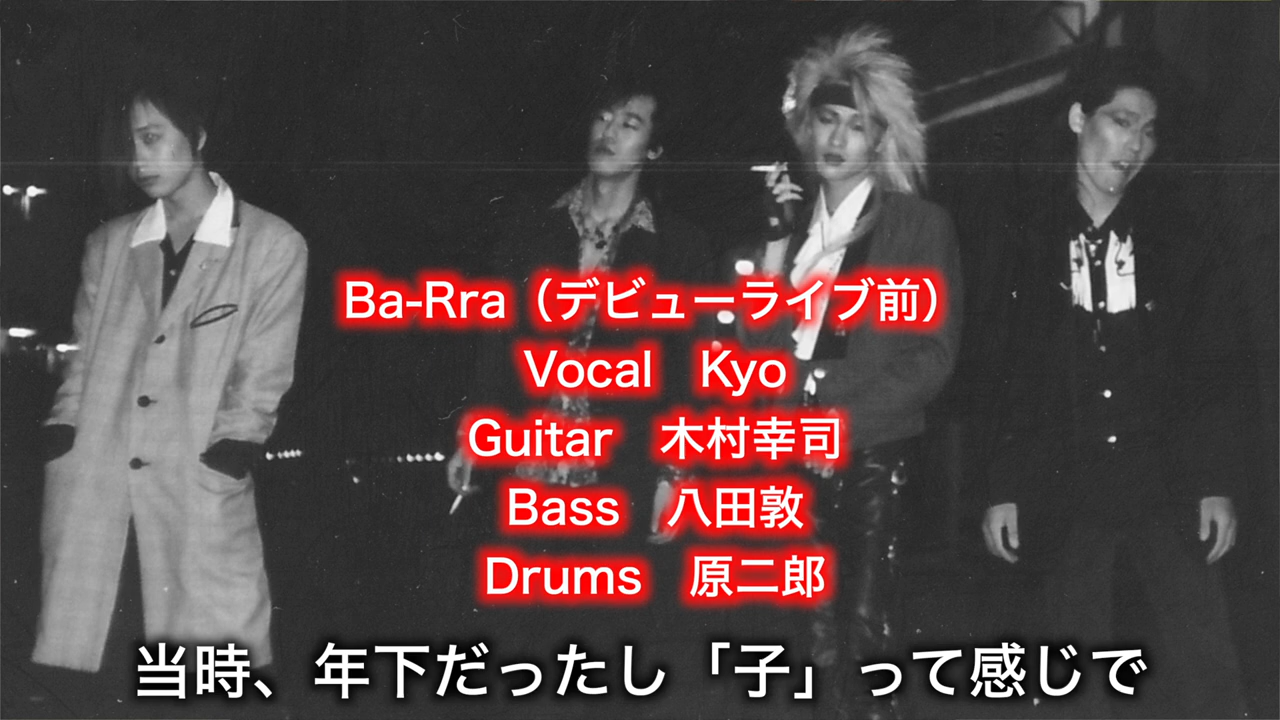 Ba-Rra（デビューライブ前）
Vocal　Kyo
Guitar　木村幸司
Bass　八田敦
Drums　原二郎
当時、年下だったし「子」って感じで